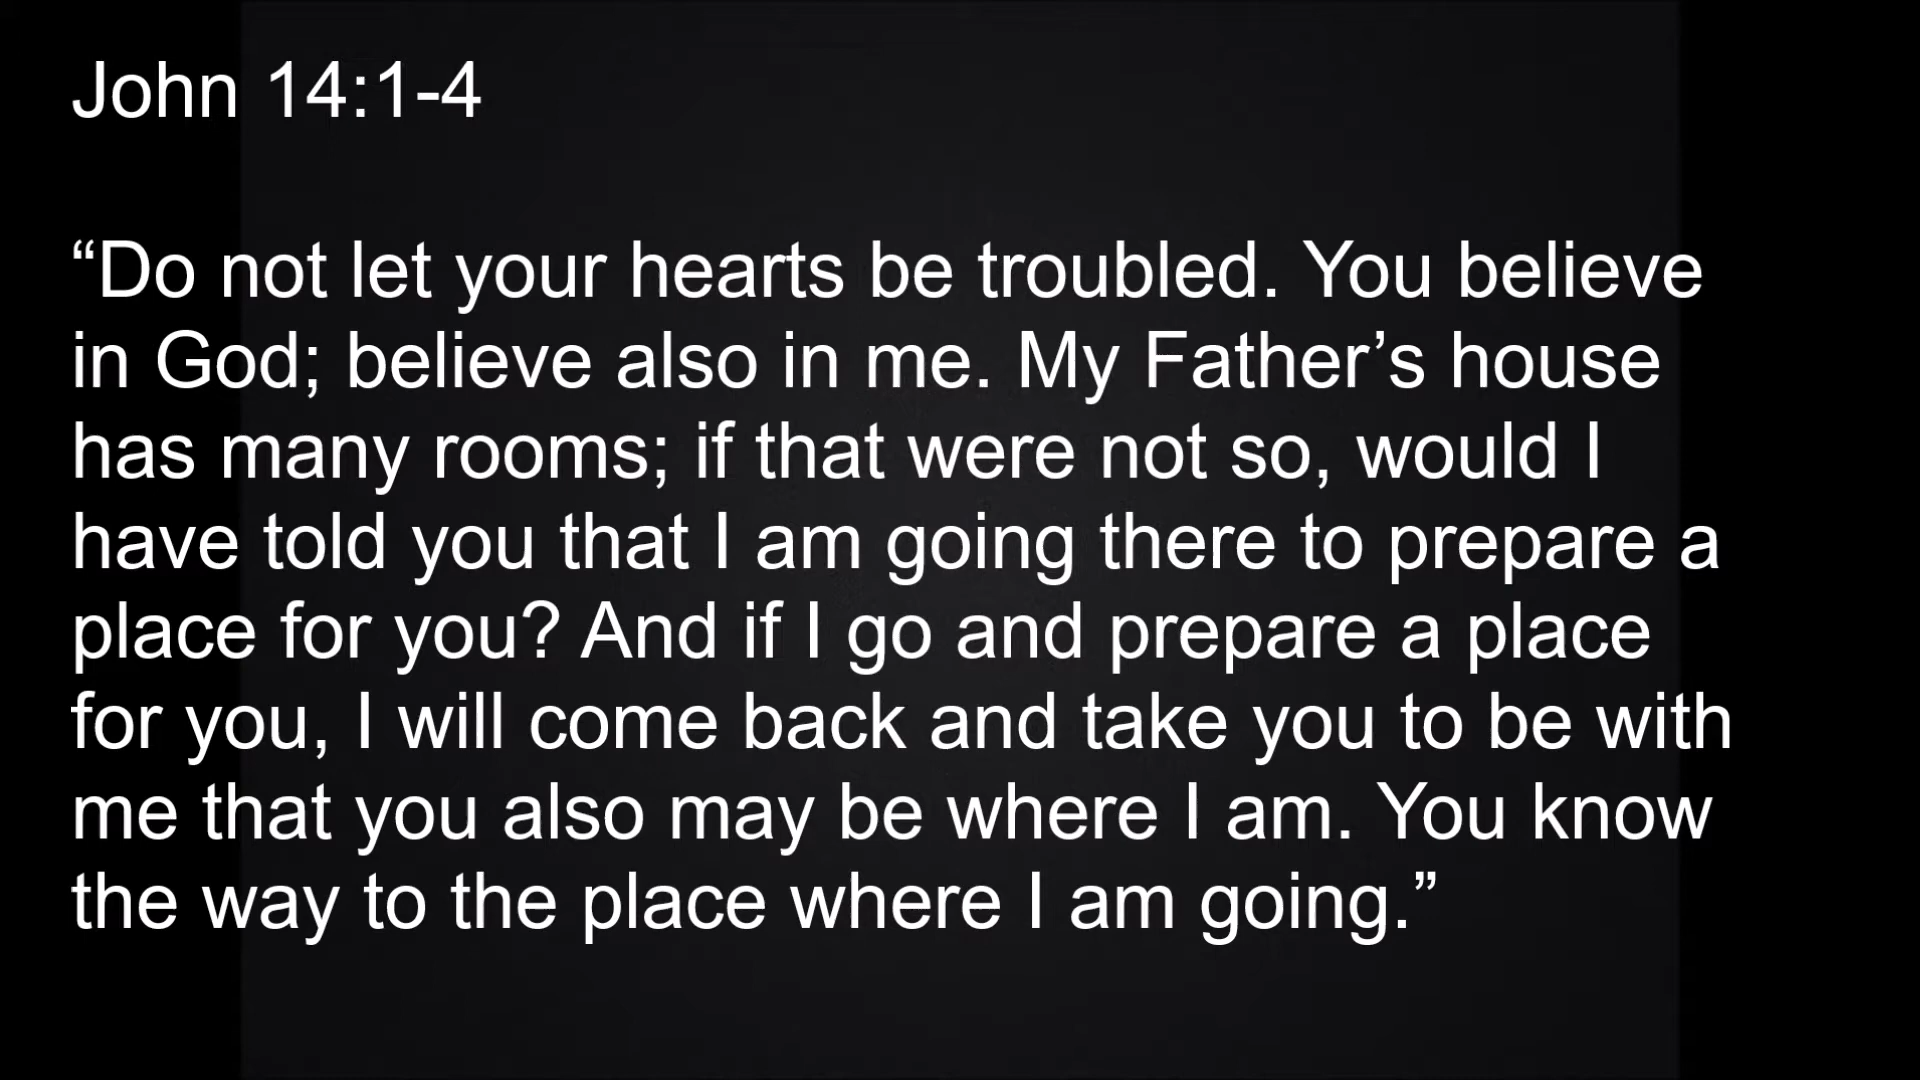 John 14:1-4
“Do not let your hearts be troubled. You believe
in God; believe also in me. My Father’s house
has many rooms; if that were not so, would I
have told you that I am going there to prepare a
place for you? And if I go and prepare a place
for you, I will come back and take you to be with
me that you also may be where I am. You know
the way to the place where I am going.”